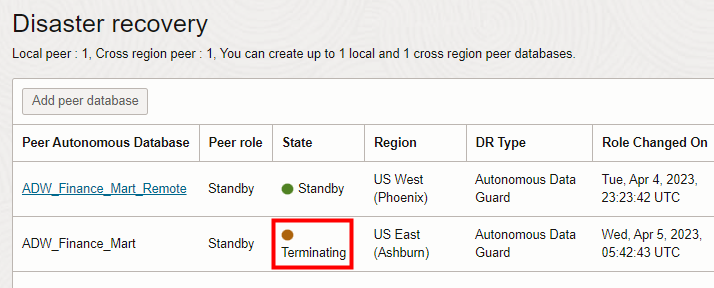 Disaster recovery
Local peer : 1, Cross region peer : 1, You can create up to 1 local and 1 cross region peer databases.
Add peer database
Peer Autonomous Database Peer role State Region DR Type Role Changed On
ADW_Finance_Mart_Remote Standby Standby US West (Phoenix) Autonomous Data Guard Tue, Apr 4, 2023, 23:23:42 UTC
ADW_Finance_Mart Standby Terminating US East (Ashburn) Autonomous Data Guard Wed, Apr 5, 2023, 05:42:43 UTC